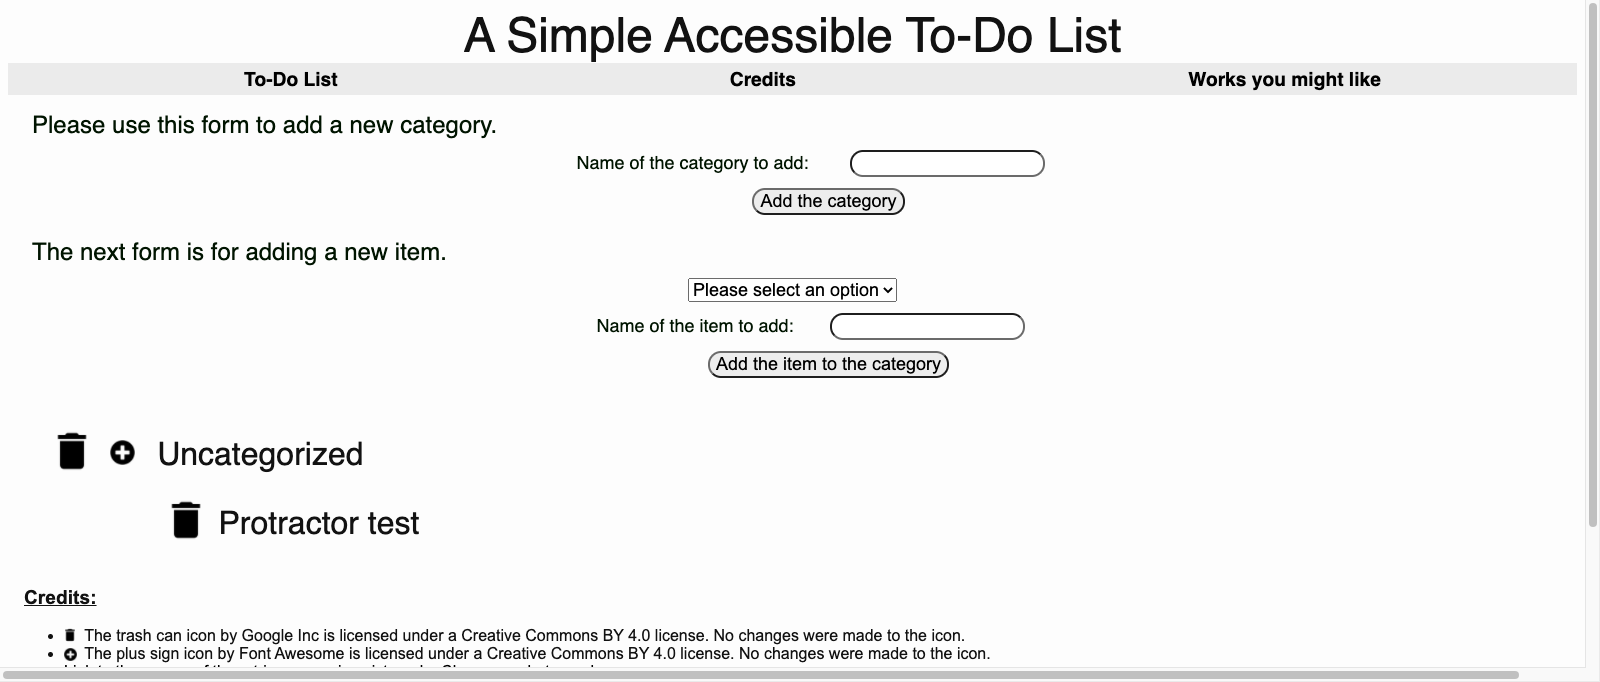 A Simple Accessible To-Do List
To-Do List Credits Works you might like
Please use this form to add a new category.
Name of the category to add:
Add the category
The next form is for adding a new item.
Please select an option
Name of the item to add:
Add the item to the category
Uncategorized
Protractor test
Credits:
The trash can icon by Google Inc is licensed under a Creative Commons BY 4.0 license. No changes were made to the icon.
The plus sign icon by Font Awesome is licensed under a Creative Commons BY 4.0 license. No changes were made to the icon.